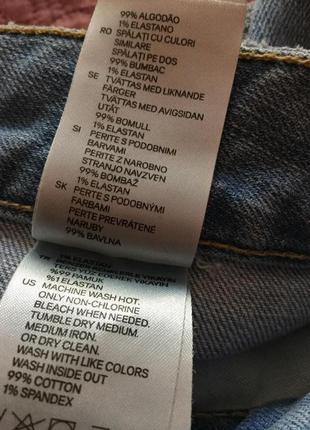 99% ALGODÃO
1% ELASTANO
RO SPĂLAȚI CU CULORI
SIMILARE
SPĂLAȚI PE DOS
99% BUMBAC
1% ELASTAN
SE TVÄTTAS MED LIKNANDE
FÄRGER
TVÄTTAS MED AVIGSIDAN
UTÅT
99% BOMULL
1% ELASTAN
SI PERITE S PODOBNIMI
BARVAMI
PERITE Z NAROBNO
STRANJO NAVZVEN
99% BOMBAŽ
1% ELASTAN
SK PERTE S PODOBNÝMI
FARBAMI
PERTE PREVRÁTENÉ
NARUBY
99% BAVLNA
1% ELASTAN
YIKAYIN
%99 PAMUK
%1 ELASTAN
US MACHINE WASH HOT.
ONLY NON-CHLORINE
BLEACH WHEN NEEDED.
TUMBLE DRY MEDIUM.
MEDIUM IRON.
OR DRY CLEAN.
WASH WITH LIKE COLORS
WASH INSIDE OUT
99% COTTON
1% SPANDEX